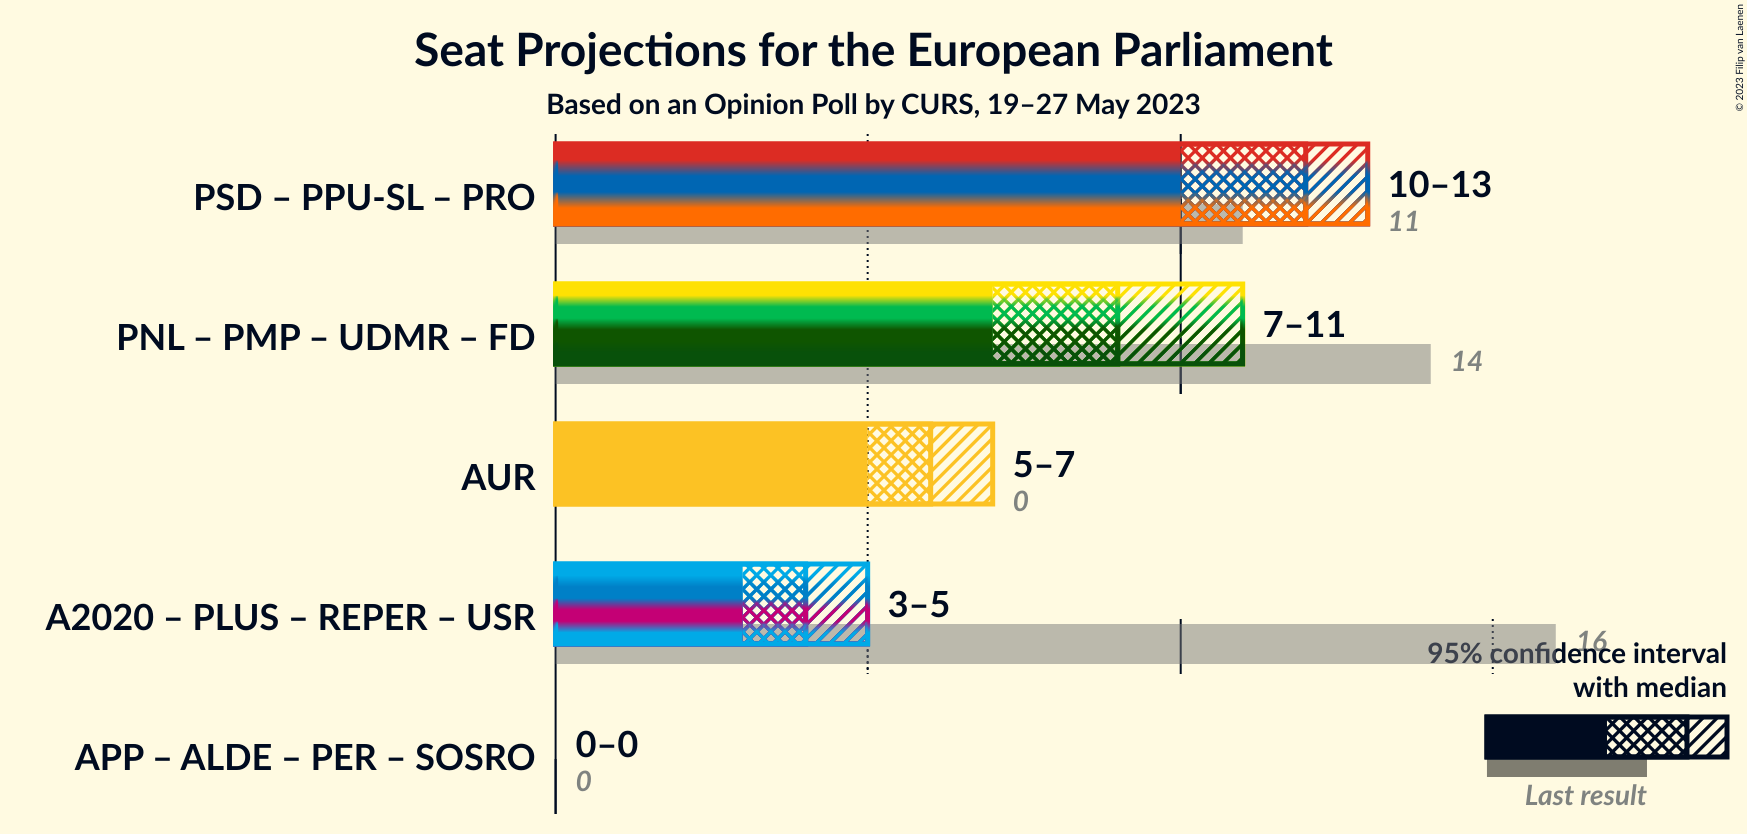 Seat Projections for the European Parliament
Based on an Opinion Poll by CURS, 19–27 May 2023
© 2023 Filip van Laenen
PSD – PPU-SL – PRO
10–13
11
PNL – PMP – UDMR – FD
7–11
14
AUR
5–7
0
A2020 – PLUS – REPER – USR
3–5
16
95% confidence interval
with median
APP – ALDE – PER – SOSRO
0–0
0
Last result